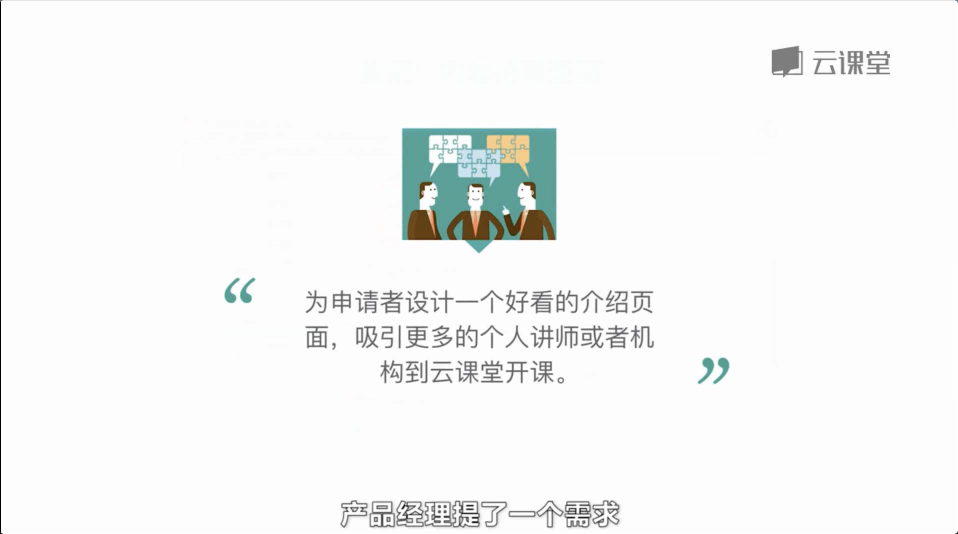 云课堂
“
为申请者设计一个好看的介绍页
面，吸引更多的个人讲师或者机
构到云课堂开课。
”
产品经理提了一个需求